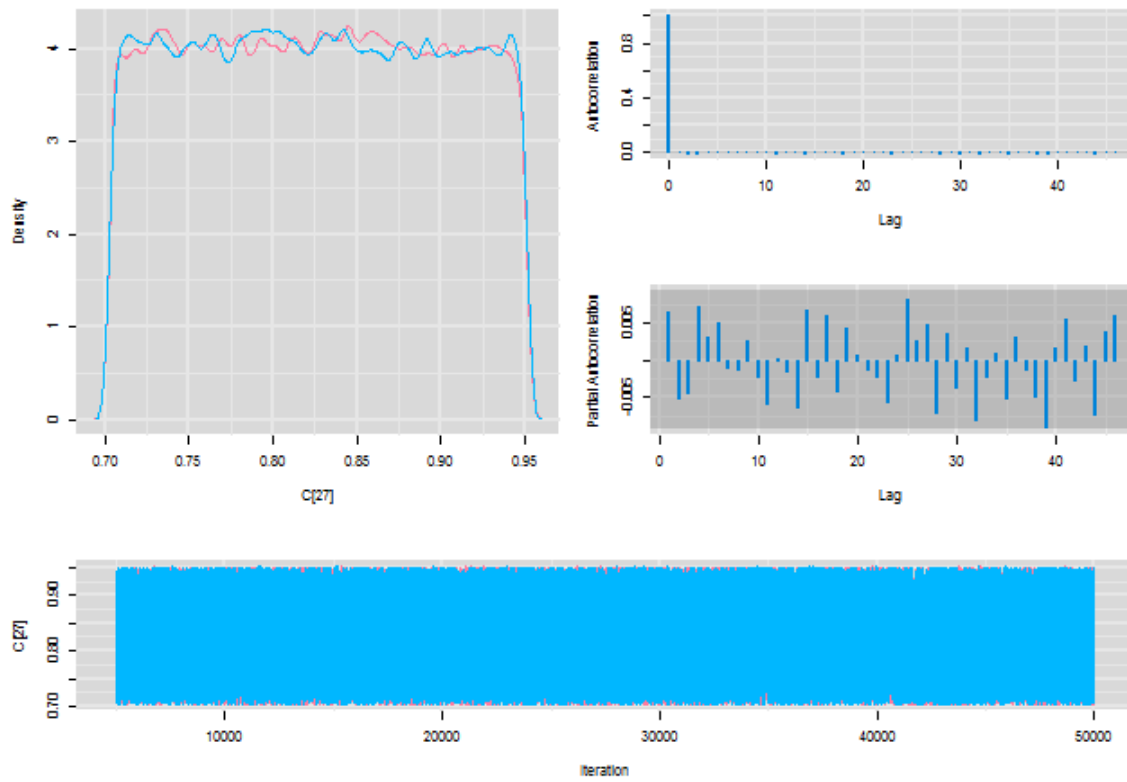 Density
4
3
2
1
0
0.70 0.75 0.80 0.85 0.90 0.95
C[27]
Autocorrelation
0.8
0.4
0.0
0 10 20 30 40
Lag
Partial Autocorrelation
0.005
-0.005
0 10 20 30 40
Lag
C[27]
0.90
0.80
0.70
10000 20000 30000 40000 50000
Iteration